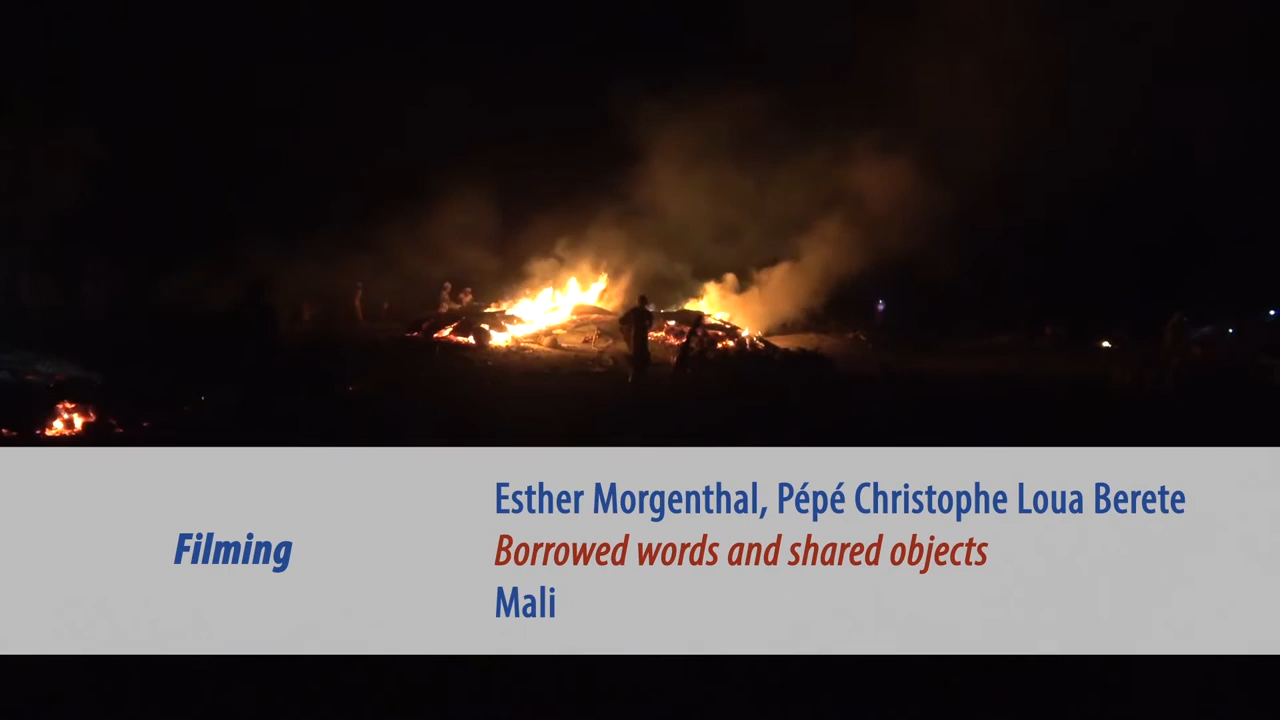 Esther Morgenthal, Pépé Christophe Loua Berete
Filming
Borrowed words and shared objects
Mali